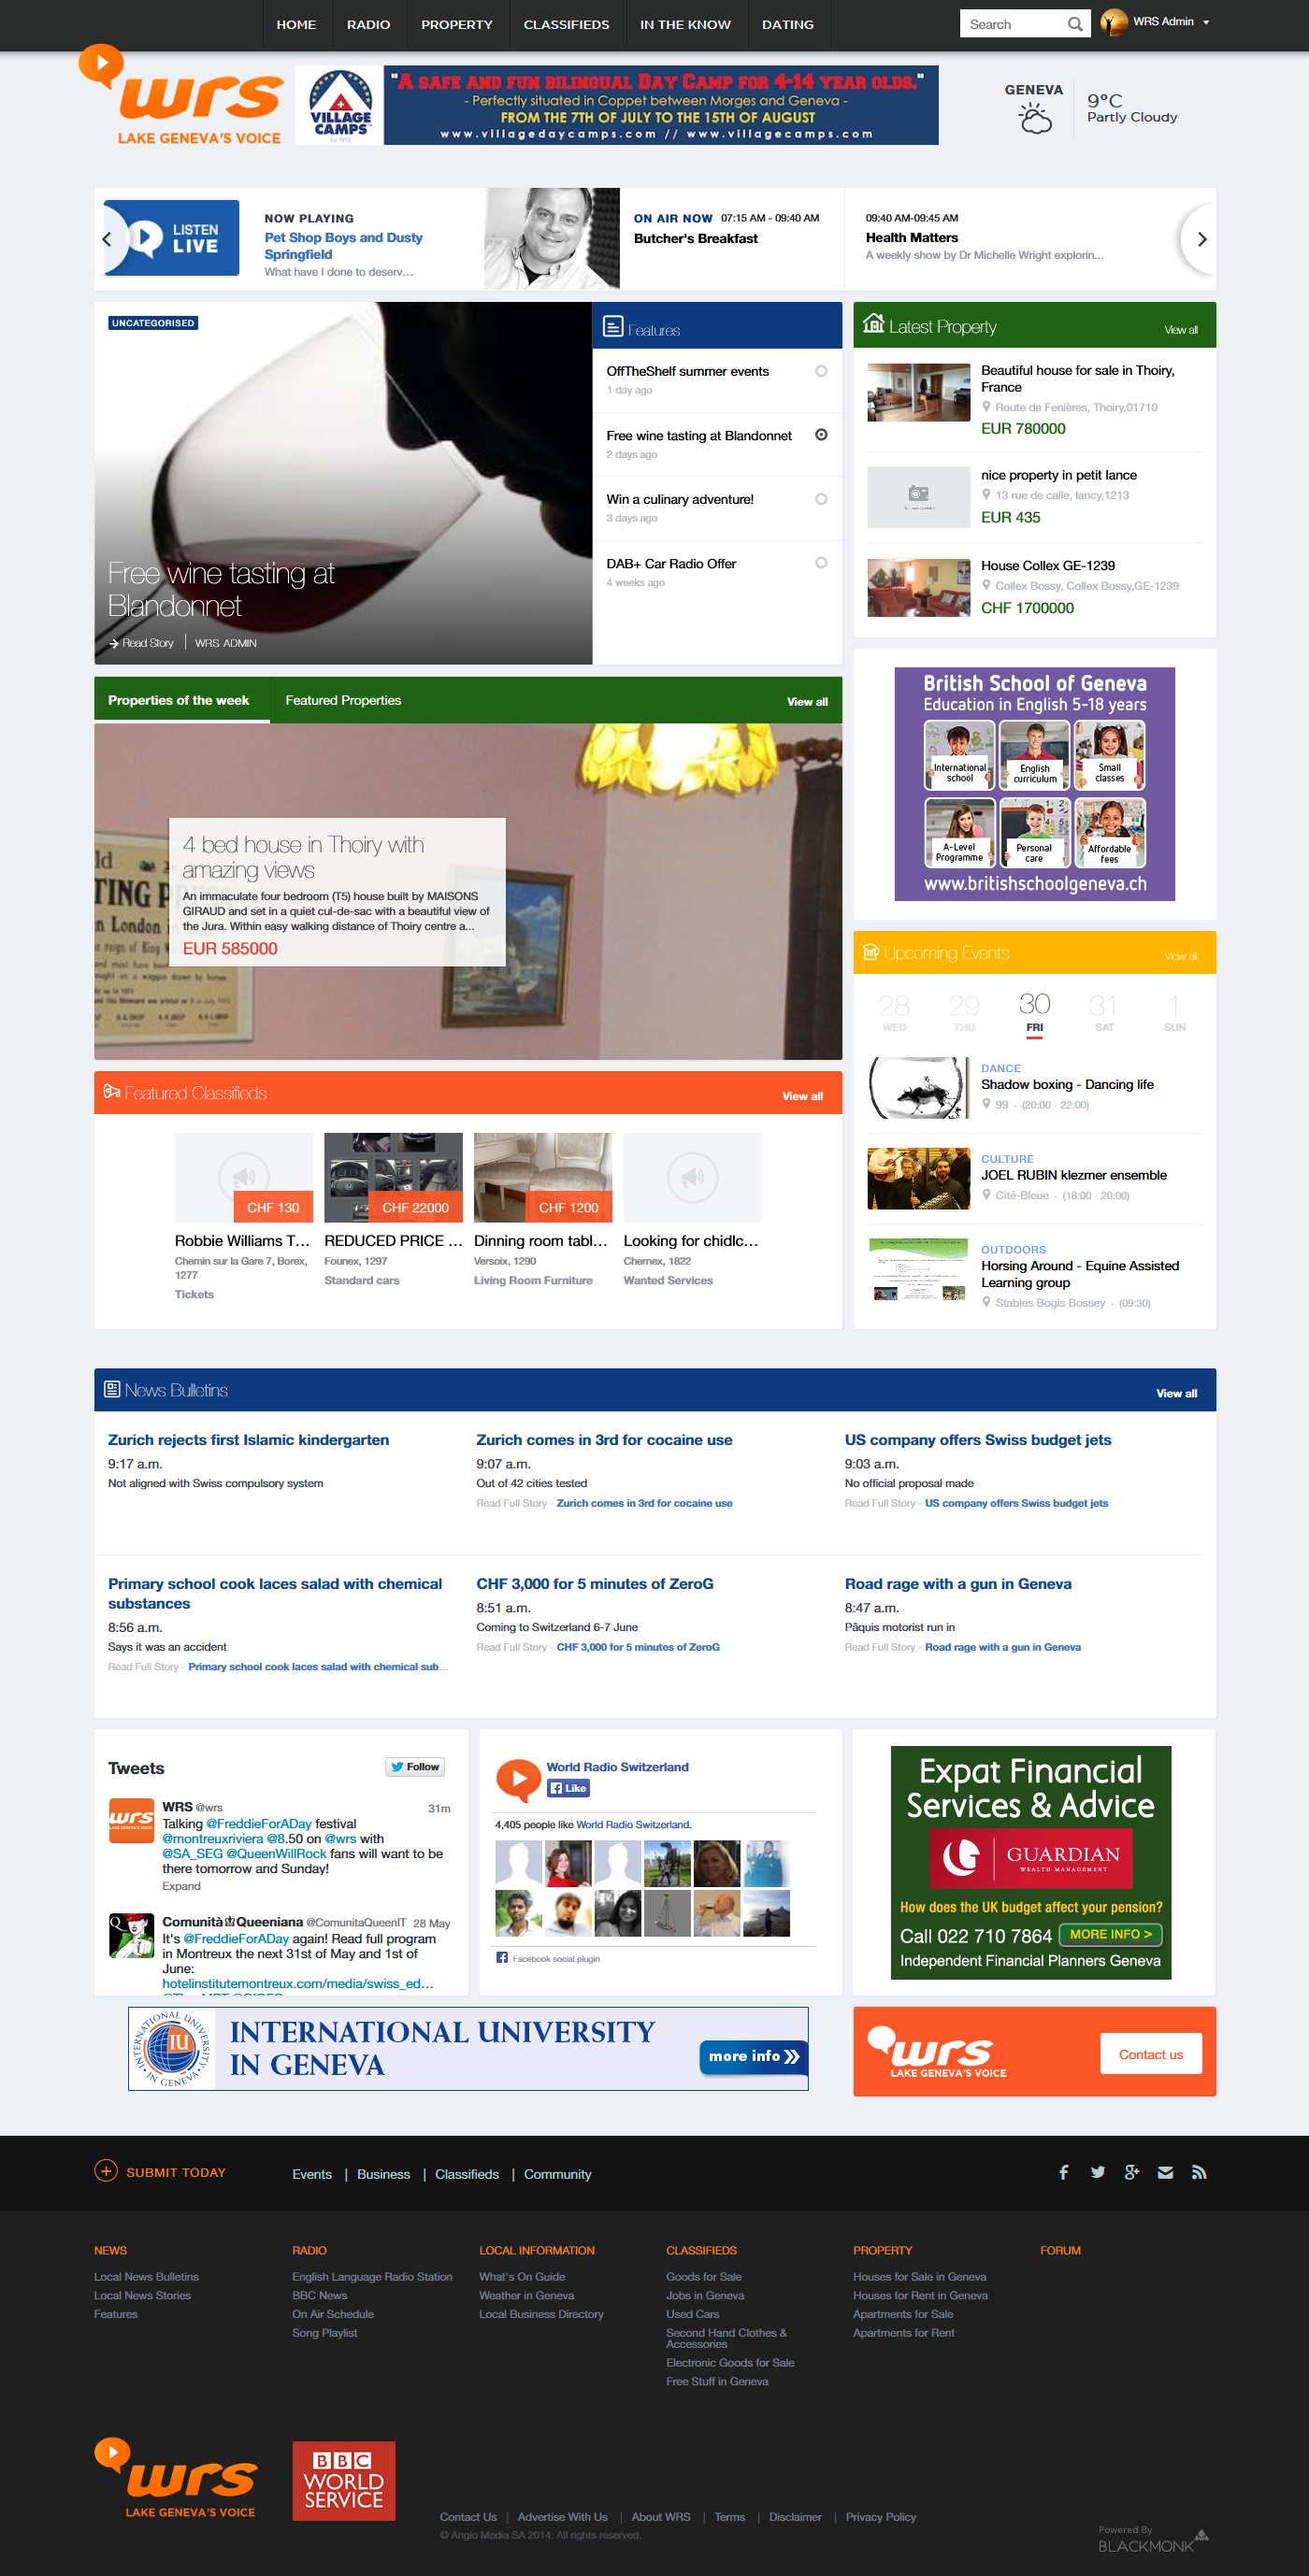 HOME
RADIO
PROPERTY
CLASSIFIEDS
IN THE KNOW
DATING
Search
WRS Admin
wrs
LAKE GENEVA'S VOICE
VILLAGE
CAMPS
"A SAFE AND FUN BILINGUAL DAY CAMP FOR 4-14 YEAR OLDS."
- Perfectly situated in Coppet between Morges and Geneva -
FROM THE 7TH OF JULY TO THE 15TH OF AUGUST
www.villagedaycamps.com // www.villagecamps.com
GENEVA
9°C
Partly Cloudy
LISTEN
LIVE
NOW PLAYING
Pet Shop Boys and Dusty
Springfield
What have I done to deserv...
ON AIR NOW 07:15 AM - 09:40 AM
Butcher's Breakfast
09:40 AM-09:45 AM
Health Matters
A weekly show by Dr Michelle Wright explorin...
UNCATEGORISED
Free wine tasting at
Blandonnet
Read Story
WRS ADMIN
Features
OffTheShelf summer events
1 day ago
Free wine tasting at Blandonnet
2 days ago
Win a culinary adventure!
3 days ago
DAB+ Car Radio Offer
4 weeks ago
Latest Property
View all
Beautiful house for sale in Thoiry,
France
Route de Fenières, Thoiry,01710
EUR 780000
nice property in petit lance
13 rue de calle, lancy,1213
EUR 435
House Collex GE-1239
Collex Bossy, Collex Bossy,GE-1239
CHF 1700000
Properties of the week
Featured Properties
View all
4 bed house in Thoiry with
amazing views
An immaculate four bedroom (T5) house built by MAISONS
GIRAUD and set in a quiet cul-de-sac with a beautiful view of
the Jura. Within easy walking distance of Thoiry centre a...
EUR 585000
British School of Geneva
Education in English 5-18 years
International
school
English
curriculum
Small
classes
A-Level
Programme
Personal
care
Affordable
fees
www.britishschoolgeneva.ch
Upcoming Events
View all
28 29 30 31 1
WED THU FRI SAT SUN
DANCE
Shadow boxing - Dancing life
99 · (20:00 - 22:00)
CULTURE
JOEL RUBIN klezmer ensemble
Cité-Bleue · (18:00 - 20:00)
OUTDOORS
Horsing Around - Equine Assisted
Learning group
Stables Bogis Bossey · (09:30)
Featured Classifieds
View all
CHF 130
Robbie Williams T...
Chemin sur la Gare 7, Borex,
1277
Tickets
CHF 22000
REDUCED PRICE ...
Founex, 1297
Standard cars
CHF 1200
Dinning room tabl...
Versoix, 1290
Living Room Furniture
Looking for chidlc...
Chernex, 1822
Wanted Services
News Bulletins
View all
Zurich rejects first Islamic kindergarten
9:17 a.m.
Not aligned with Swiss compulsory system
Zurich comes in 3rd for cocaine use
9:07 a.m.
Out of 42 cities tested
Read Full Story - Zurich comes in 3rd for cocaine use
US company offers Swiss budget jets
9:03 a.m.
No official proposal made
Read Full Story - US company offers Swiss budget jets
Primary school cook laces salad with chemical
substances
8:56 a.m.
Says it was an accident
Read Full Story - Primary school cook laces salad with chemical sub...
CHF 3,000 for 5 minutes of ZeroG
8:51 a.m.
Coming to Switzerland 6-7 June
Read Full Story - CHF 3,000 for 5 minutes of ZeroG
Road rage with a gun in Geneva
8:47 a.m.
Pâquis motorist run in
Read Full Story - Road rage with a gun in Geneva
Tweets
Follow
WRS @wrs 31m
Talking @FreddieForADay festival
@montreuxriviera @8.50 on @wrs with
@SA_SEG @QueenWillRock fans will want to be
there tomorrow and Sunday!
Expand
Comunità Queeniana @ComunitaQueenIT 28 May
It's @FreddieForADay again! Read full program
in Montreux the next 31st of May and 1st of
June:
hotelinstitutemontreux.com/media/swiss_ed...
World Radio Switzerland
Like
4,405 people like World Radio Switzerland.
Facebook social plugin
Expat Financial
Services & Advice
GUARDIAN
WEALTH MANAGEMENT
How does the UK budget affect your pension?
Call 022 710 7864
MORE INFO >
Independent Financial Planners Geneva
INTERNATIONAL UNIVERSITY
IN GENEVA
IU
INTERNATIONAL UNIVERSITY
IN GENEVA
more info
wrs
LAKE GENEVA'S VOICE
Contact us
SUBMIT TODAY
Events | Business | Classifieds | Community
NEWS
Local News Bulletins
Local News Stories
Features
RADIO
English Language Radio Station
BBC News
On Air Schedule
Song Playlist
LOCAL INFORMATION
What's On Guide
Weather in Geneva
Local Business Directory
CLASSIFIEDS
Goods for Sale
Jobs in Geneva
Used Cars
Second Hand Clothes &
Accessories
Electronic Goods for Sale
Free Stuff in Geneva
PROPERTY
Houses for Sale in Geneva
Houses for Rent in Geneva
Apartments for Sale
Apartments for Rent
FORUM
wrs
LAKE GENEVA'S VOICE
BBC
WORLD
SERVICE
Contact Us | Advertise With Us | About WRS | Terms | Disclaimer | Privacy Policy
© Anglo Media SA 2014. All rights reserved.
Powered By
BLACKMONK